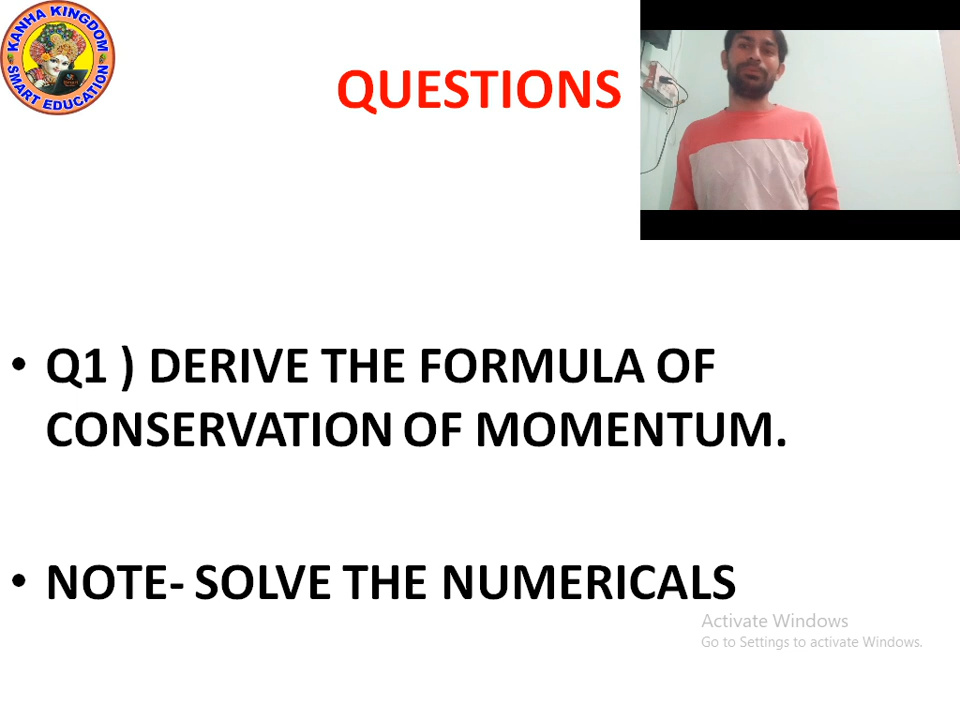 KANHA KINGDOM
SMART EDUCATION
QUESTIONS
• Q1 ) DERIVE THE FORMULA OF
CONSERVATION OF MOMENTUM.
• NOTE- SOLVE THE NUMERICALS
Activate Windows
Go to Settings to activate Windows.